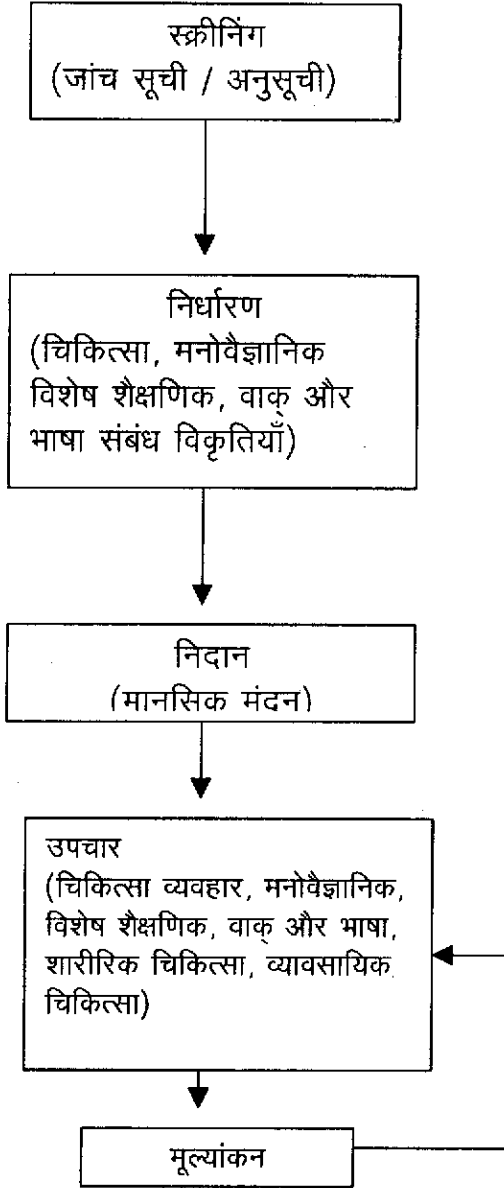 स्क्रीनिंग
(जांच सूची / अनुसूची)
निर्धारण
(चिकित्सा, मनोवैज्ञानिक
विशेष शैक्षणिक, वाक् और
भाषा संबंध विकृतियाँ)
निदान
(मानसिक मंदन)
उपचार
(चिकित्सा व्यवहार, मनोवैज्ञानिक,
विशेष शैक्षणिक, वाक् और भाषा,
शारीरिक चिकित्सा, व्यावसायिक
चिकित्सा)
मूल्यांकन